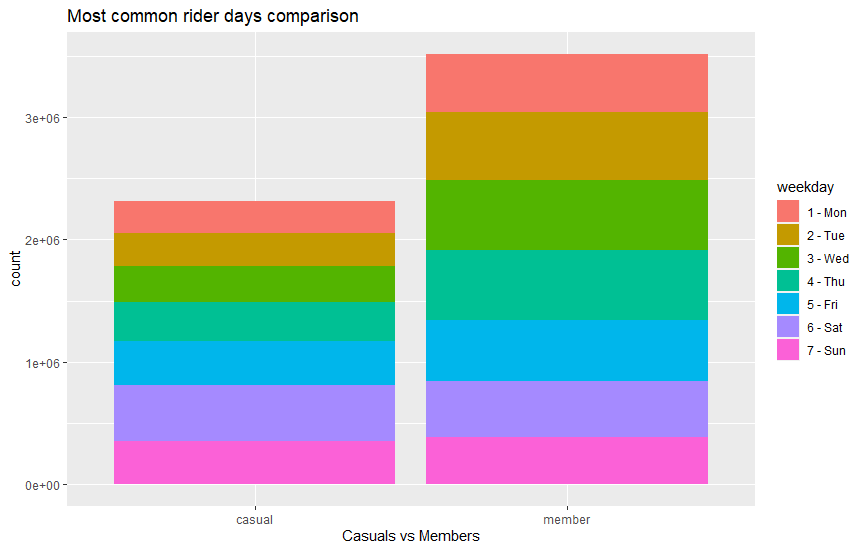 Most common rider days comparison
3e+06
2e+06
1e+06
0e+00
count
casual
member
Casuals vs Members
weekday
1 - Mon
2 - Tue
3 - Wed
4 - Thu
5 - Fri
6 - Sat
7 - Sun